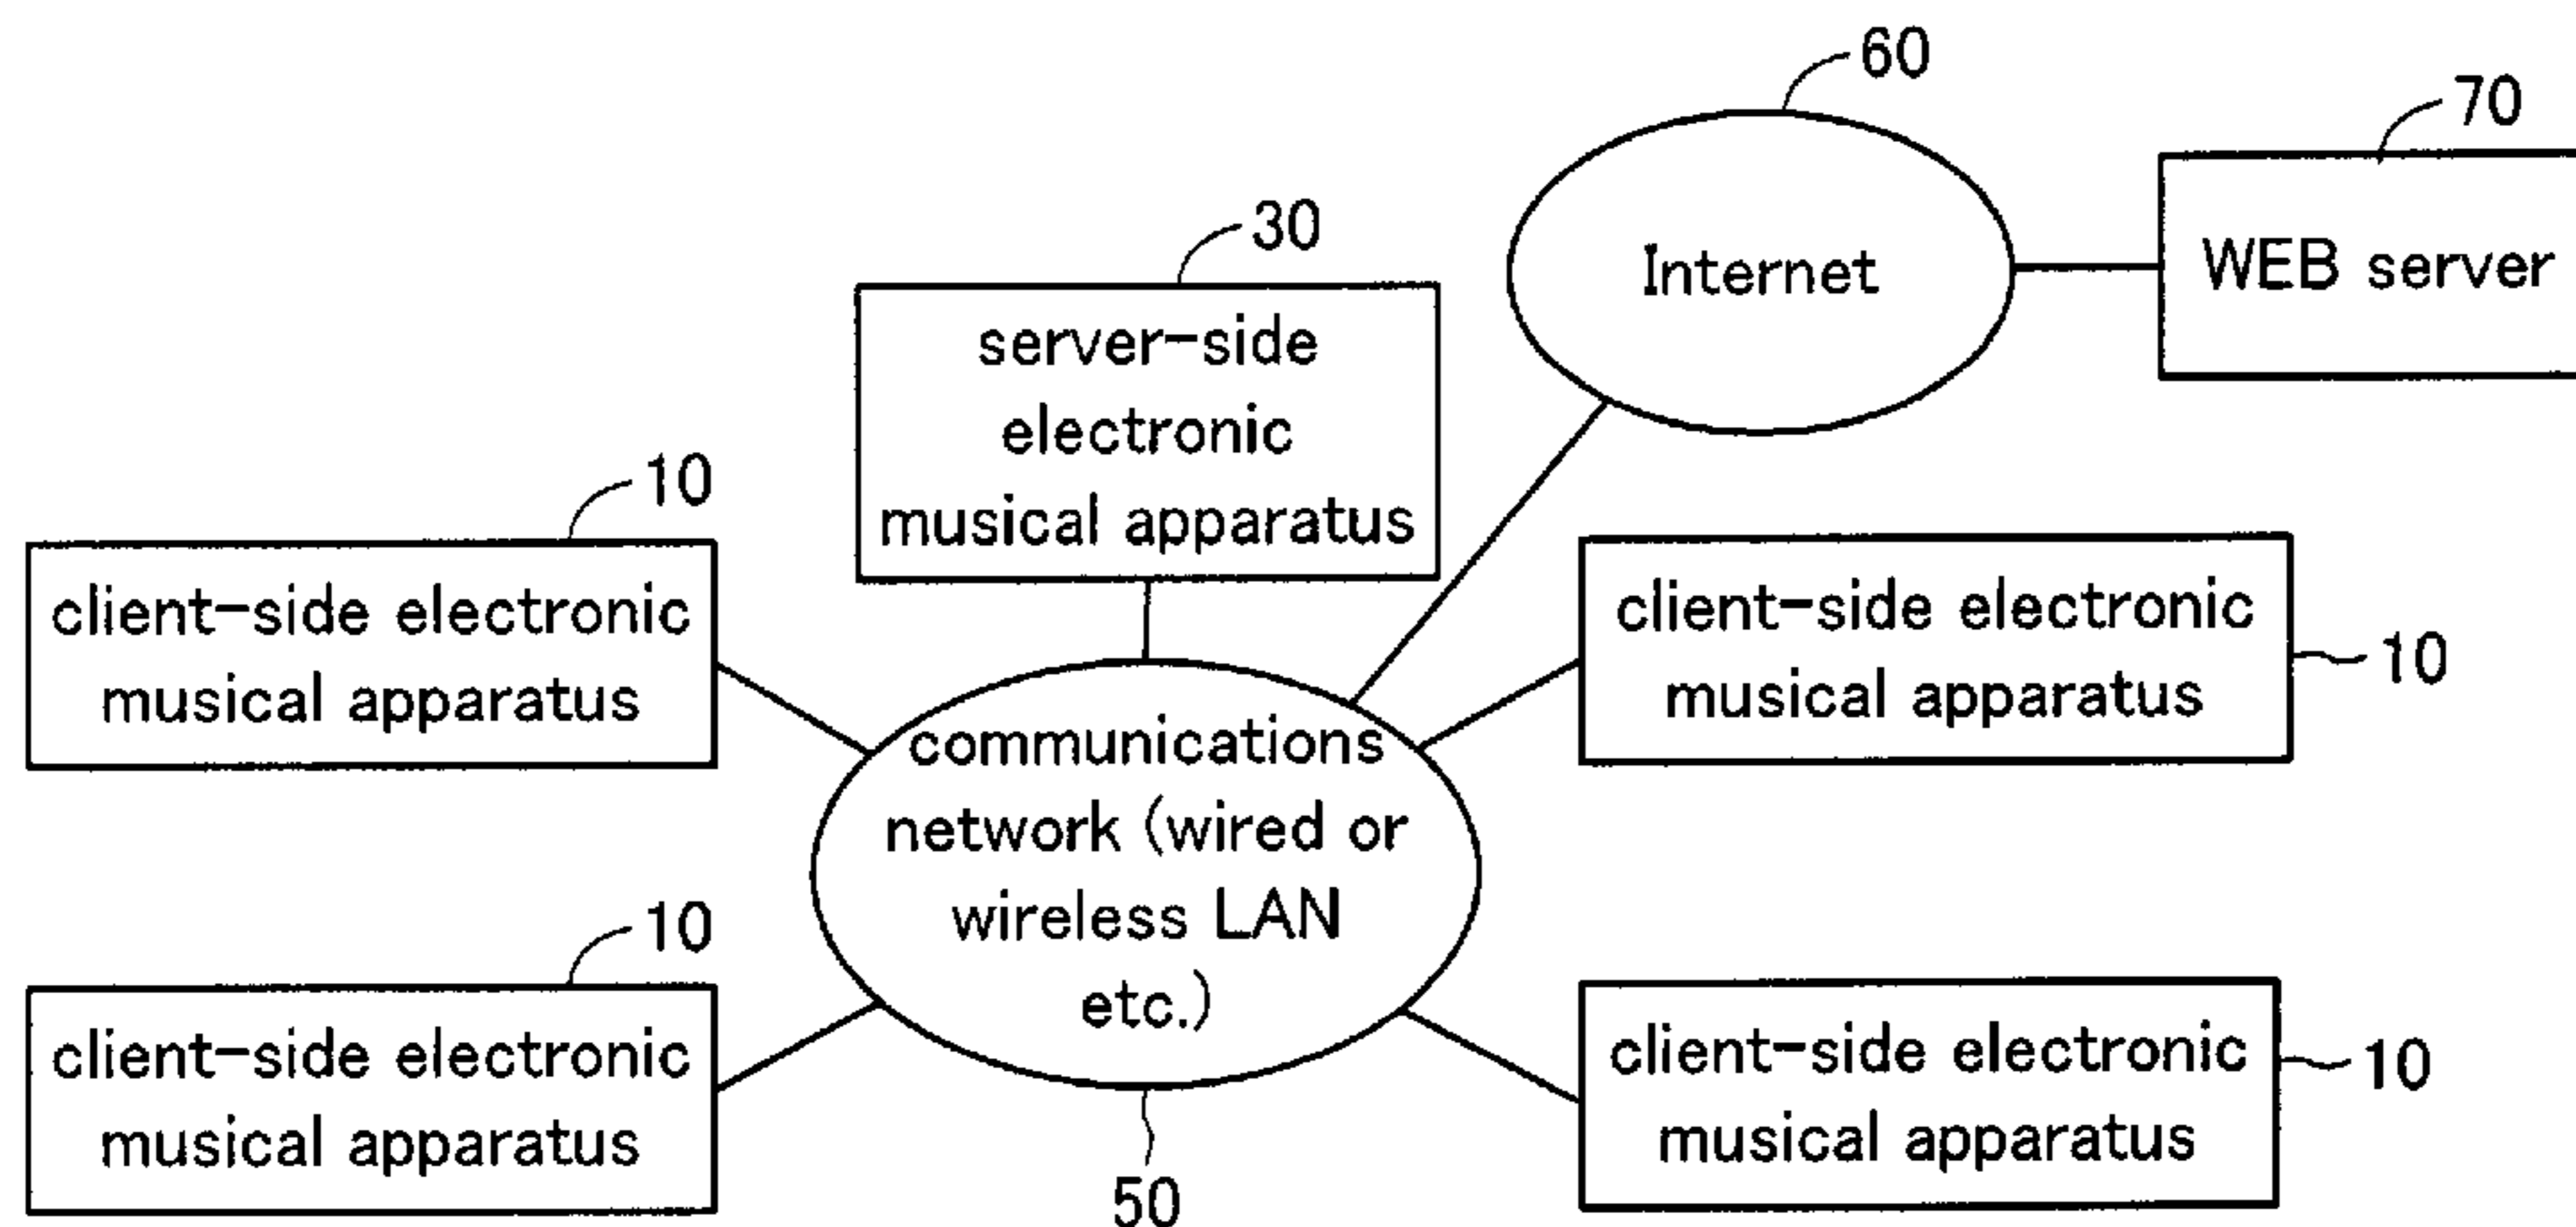 60
70
Internet
WEB server
30
server-side
electronic
musical apparatus
10
client-side electronic
musical apparatus
client-side electronic
musical apparatus
10
communications
network (wired or
wireless LAN
etc.)
50
10
client-side electronic
musical apparatus
client-side electronic
musical apparatus
10